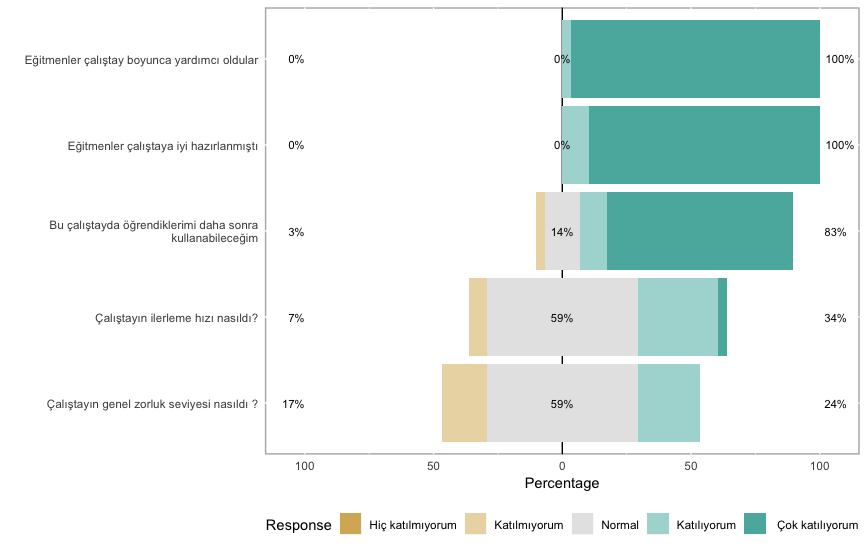 Eğitmenler çalıştay boyunca yardımcı oldular 0% 0% 100%
Eğitmenler çalıştaya iyi hazırlanmıştı 0% 0% 100%
Bu çalıştayda öğrendiklerimi daha sonra
kullanabileceğim 3% 14% 83%
Çalıştayın ilerleme hızı nasıldı? 7% 59% 34%
Çalıştayın genel zorluk seviyesi nasıldı ? 17% 59% 24%
100 50 0 50 100
Percentage
Response Hiç katılmıyorum Katılmıyorum Normal Katılıyorum Çok katılıyorum